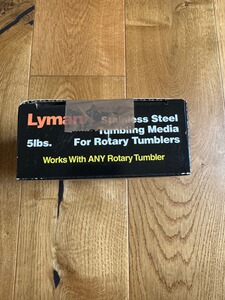 Lyman Stainless Steel
Tumbling Media
5lbs. For Rotary Tumblers
Works With ANY Rotary Tumbler